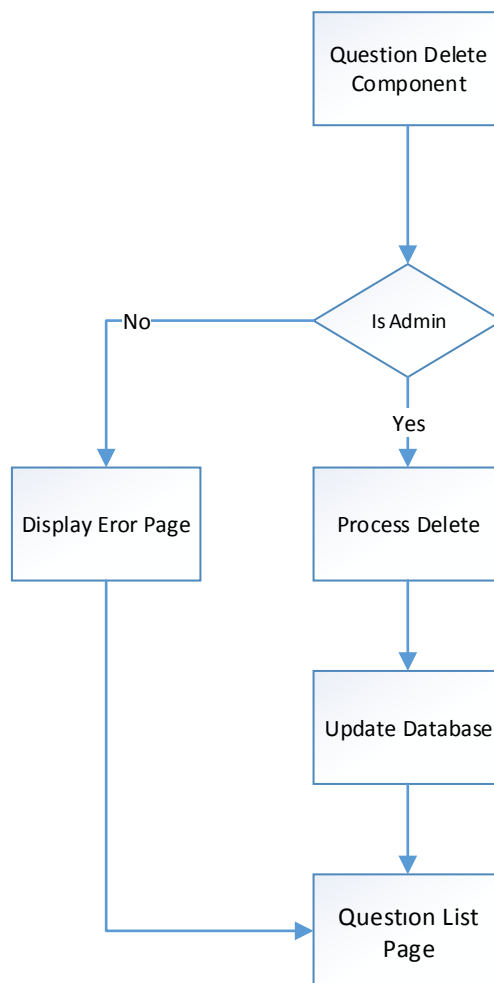 Question Delete
Component
Is Admin
No
Yes
Display Eror Page
Process Delete
Update Database
Question List
Page